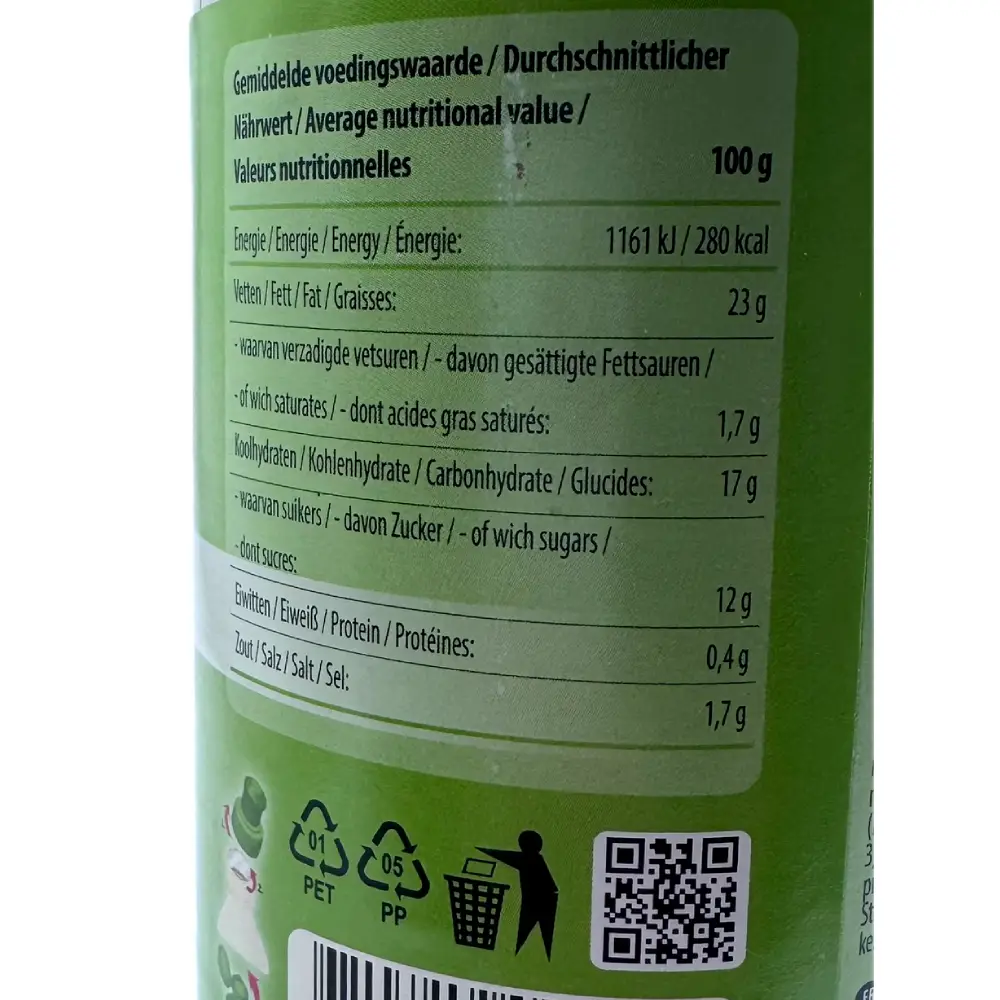 Gemiddelde voedingswaarde / Durchschnittlicher
Nährwert / Average nutritional value /
Valeurs nutritionnelles 100 g
Energie / Energie / Energy / Énergie: 1161 kJ / 280 kcal
Vetten / Fett / Fat / Graisses: 23 g
- waarvan verzadigde vetsuren / - davon gesättigte Fettsauren /
- of wich saturates / - dont acides gras saturés: 1,7 g
Koolhydraten / Kohlenhydrate / Carbonhydrate / Glucides: 17 g
- waarvan suikers / - davon Zucker / - of wich sugars /
- dont sucres: 12 g
Eiwitten / Eiweiß / Protein / Protéines: 0,4 g
Zout / Salz / Salt / Sel: 1,7 g
01
PET
05
PP
2